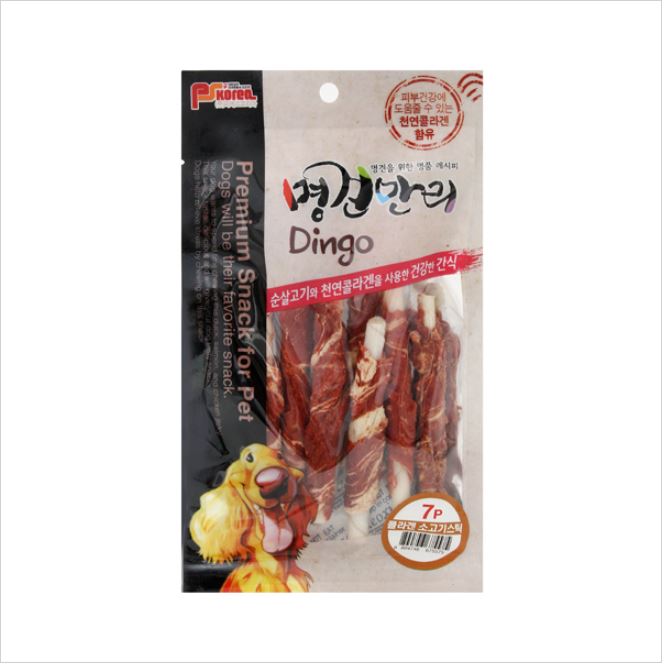 PS Korea
피부건강에
도움줄 수 있는
천연콜라겐
함유
명견을 위한 명품 레시피
명견만리
Dingo
순살고기와 천연콜라겐을 사용한 건강한 간식
Premium Snack for Pet
Dogs will be their favorite snack.
7P
콜라겐 소고기스틱